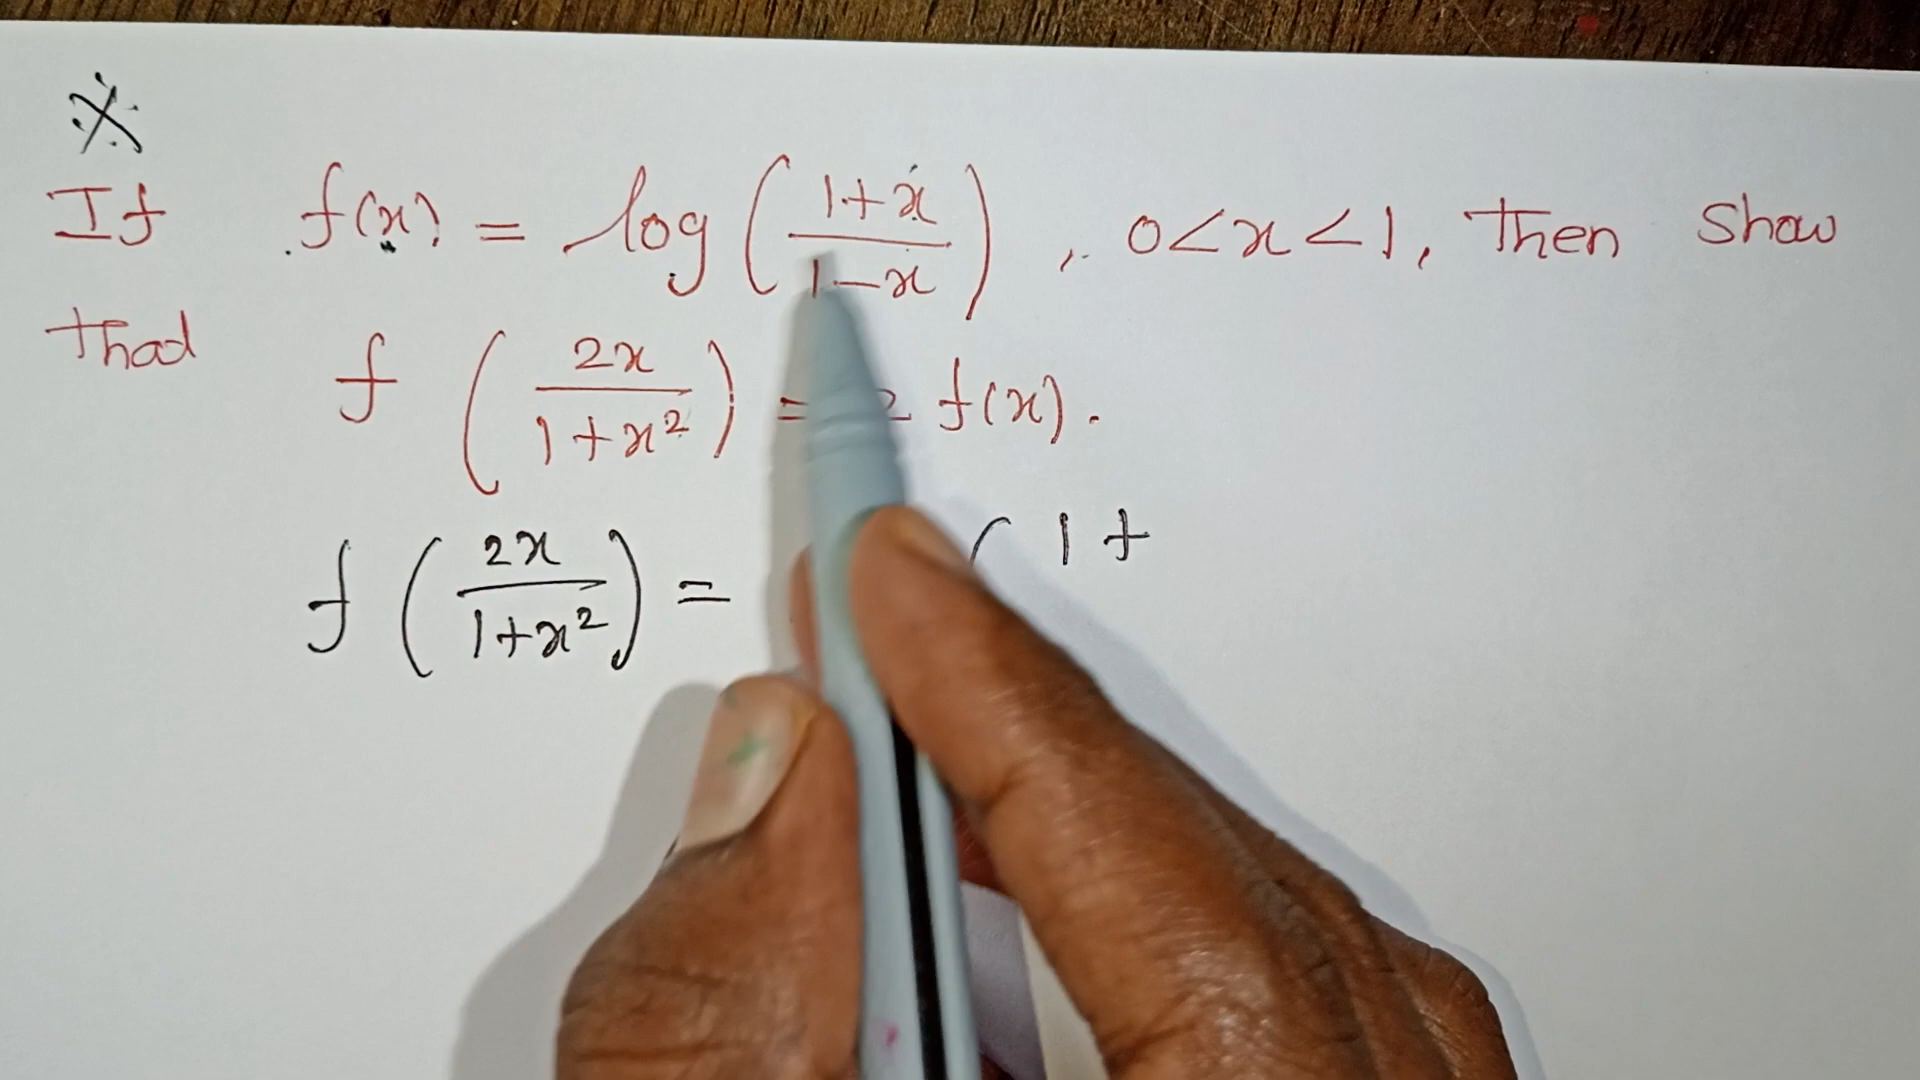 If f(x) = log (1+x / 1-x), 0<x<1, Then Show
that f (2x / 1+x²) = 2 f(x).
f (2x / 1+x²) = ( 1 +